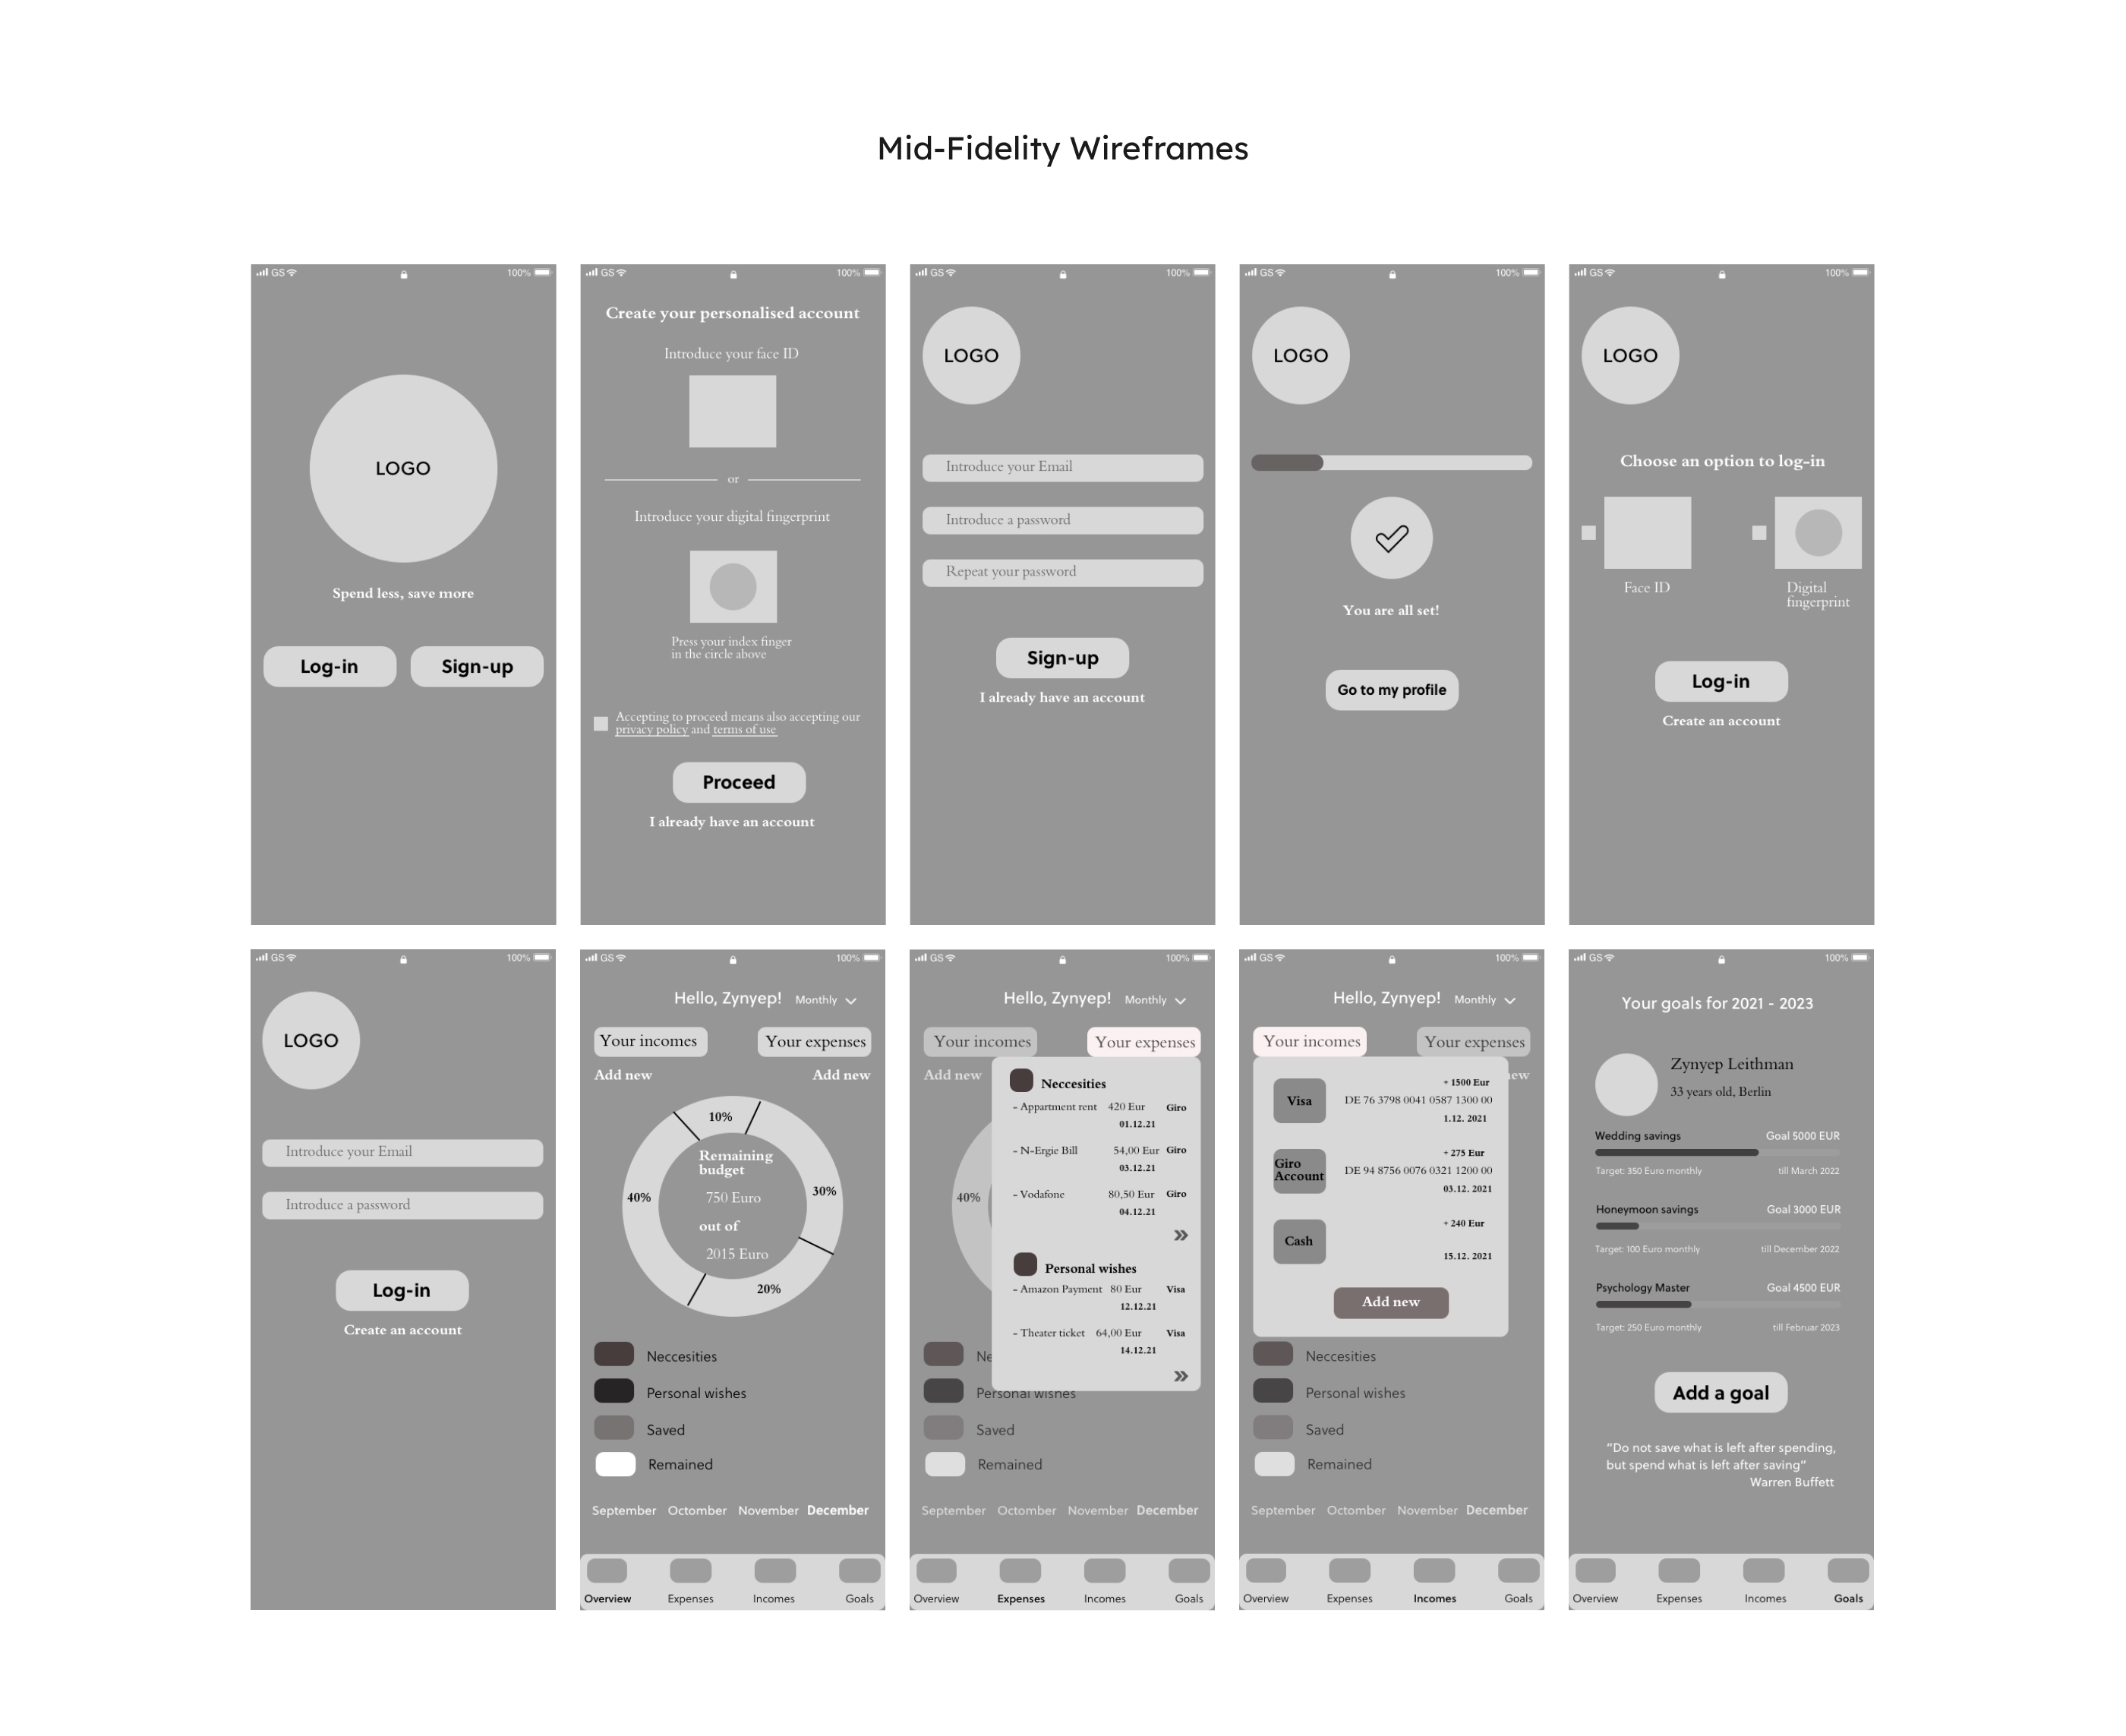 Mid-Fidelity Wireframes
GS 100%
LOGO
Spend less, save more
Log-in Sign-up
GS 100%
Create your personalised account
Introduce your face ID
or
Introduce your digital fingerprint
Press your index finger
in the circle above
Accepting to proceed means also accepting our
privacy policy and terms of use
Proceed
I already have an account
GS 100%
LOGO
Introduce your Email
Introduce a password
Repeat your password
Sign-up
I already have an account
GS 100%
LOGO
You are all set!
Go to my profile
GS 100%
LOGO
Choose an option to log-in
Face ID
Digital
fingerprint
Log-in
Create an account
GS 100%
LOGO
Introduce your Email
Introduce a password
Log-in
Create an account
GS 100%
Hello, Zynyep! Monthly
Your incomes Your expenses
Add new Add new
10%
Remaining
budget
40% 750 Euro 30%
out of
2015 Euro
20%
Neccesities
Personal wishes
Saved
Remained
September Octomber November December
Overview Expenses Incomes Goals
GS 100%
Hello, Zynyep! Monthly
Your incomes Your expenses
Add new
Neccesities
- Appartment rent 420 Eur Giro
01.12.21
- N-Ergie Bill 54,00 Eur Giro
03.12.21
40%
- Vodafone 80,50 Eur Giro
04.12.21
»
Personal wishes
- Amazon Payment 80 Eur Visa
12.12.21
- Theater ticket 64,00 Eur Visa
14.12.21
»
Ne
Personal wishes
Saved
Remained
September Octomber November December
Overview Expenses Incomes Goals
GS 100%
Hello, Zynyep! Monthly
Your incomes Your expenses
new
+ 1500 Eur
Visa DE 76 3798 0041 0587 1300 00
1.12. 2021
+ 275 Eur
Giro
Account DE 94 8756 0076 0321 1200 00
03.12. 2021
+ 240 Eur
Cash
15.12. 2021
Add new
Neccesities
Personal wishes
Saved
Remained
September Octomber November December
Overview Expenses Incomes Goals
GS 100%
Your goals for 2021 - 2023
Zynyep Leithman
33 years old, Berlin
Wedding savings Goal 5000 EUR
Target: 350 Euro monthly till March 2022
Honeymoon savings Goal 3000 EUR
Target: 100 Euro monthly till December 2022
Psychology Master Goal 4500 EUR
Target: 250 Euro monthly till Februar 2023
Add a goal
“Do not save what is left after spending,
but spend what is left after saving”
Warren Buffett
Overview Expenses Incomes Goals